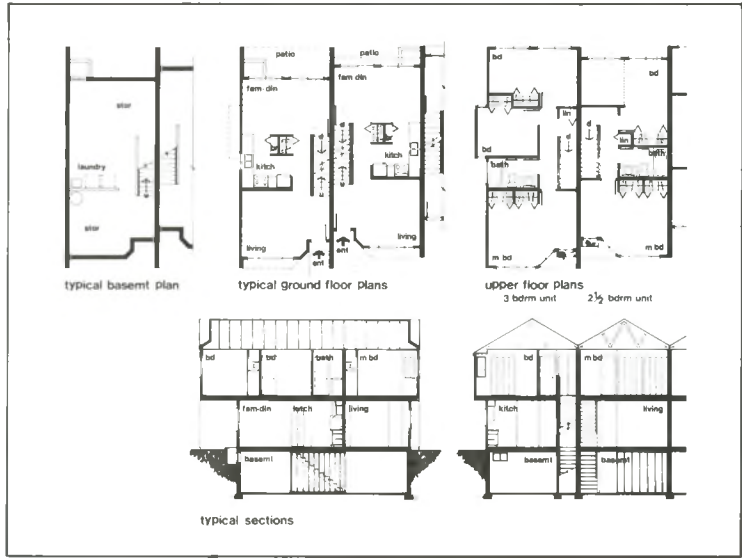 stor
laundry
u
stor
typical basemt plan
patio
patio
fam-din
fam-din
d
u
kitch
kitch
living
living
ent
ent
typical ground floor plans
bd
bd
lin
d
d
lin
bd
bath
bath
m bd
m bd
upper floor plans
3 bdrm unit
2½ bdrm unit
bd
bd
bath
m bd
fam-din
kitch
living
basemt
bd
m bd
kitch
living
basemt
basemt
typical sections